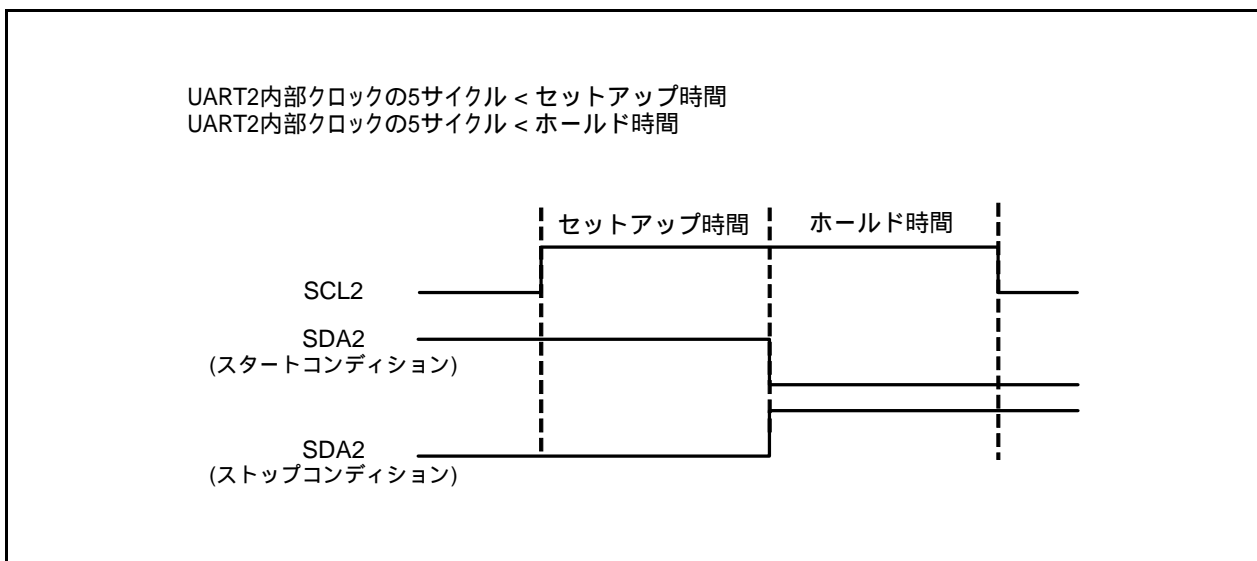 UART2内部クロックの5サイクル < セットアップ時間
UART2内部クロックの5サイクル < ホールド時間
セットアップ時間
ホールド時間
SCL2
SDA2
(スタートコンディション)
SDA2
(ストップコンディション)